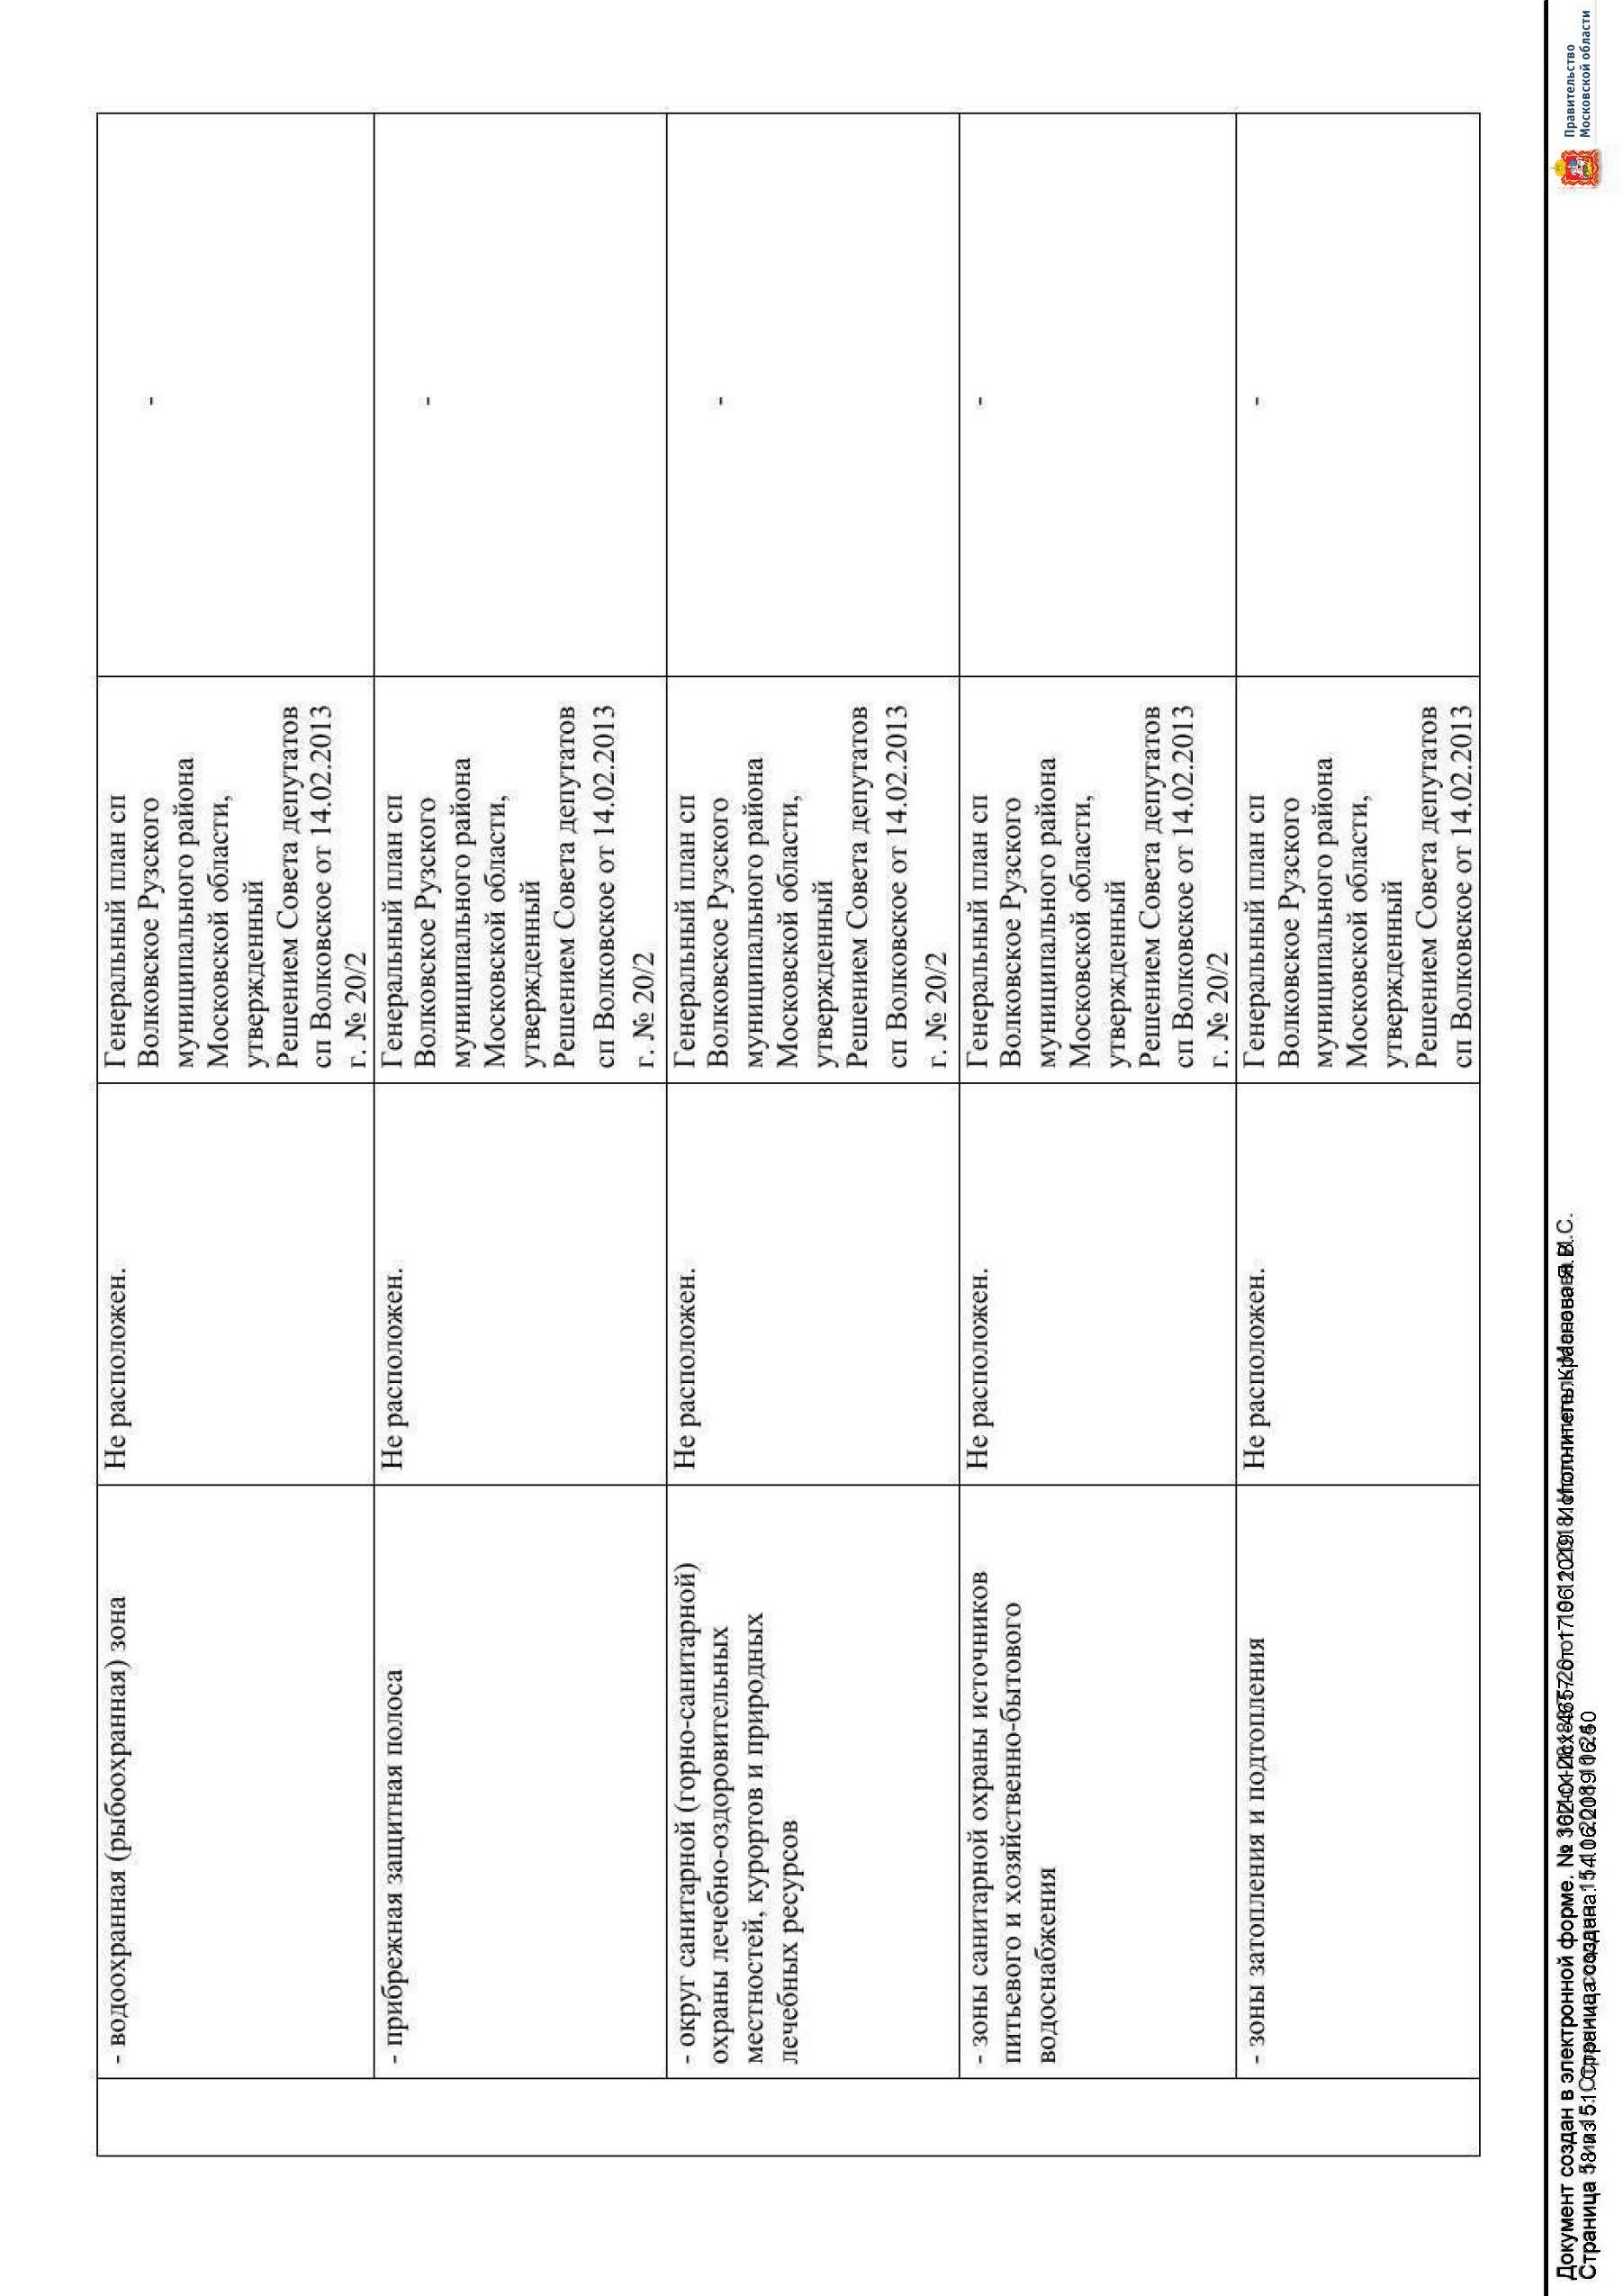 - водоохранная (рыбоохранная) зона
Не расположен.
Генеральный план сп
Волковское Рузского
муниципального района
Московской области,
утвержденный
Решением Совета депутатов
сп Волковское от 14.02.2013
г. № 20/2
-
- прибрежная защитная полоса
Не расположен.
Генеральный план сп
Волковское Рузского
муниципального района
Московской области,
утвержденный
Решением Совета депутатов
сп Волковское от 14.02.2013
г. № 20/2
-
- округ санитарной (горно-санитарной)
охраны лечебно-оздоровительных
местностей, курортов и природных
лечебных ресурсов
Не расположен.
Генеральный план сп
Волковское Рузского
муниципального района
Московской области,
утвержденный
Решением Совета депутатов
сп Волковское от 14.02.2013
г. № 20/2
-
- зоны санитарной охраны источников
питьевого и хозяйственно-бытового
водоснабжения
Не расположен.
Генеральный план сп
Волковское Рузского
муниципального района
Московской области,
утвержденный
Решением Совета депутатов
сп Волковское от 14.02.2013
г. № 20/2
-
- зоны затопления и подтопления
Не расположен.
Генеральный план сп
Волковское Рузского
муниципального района
Московской области,
утвержденный
Решением Совета депутатов
сп Волковское от 14.02.2013
-
Документ создан в электронной форме. №
Страница
Правительство
Московской области